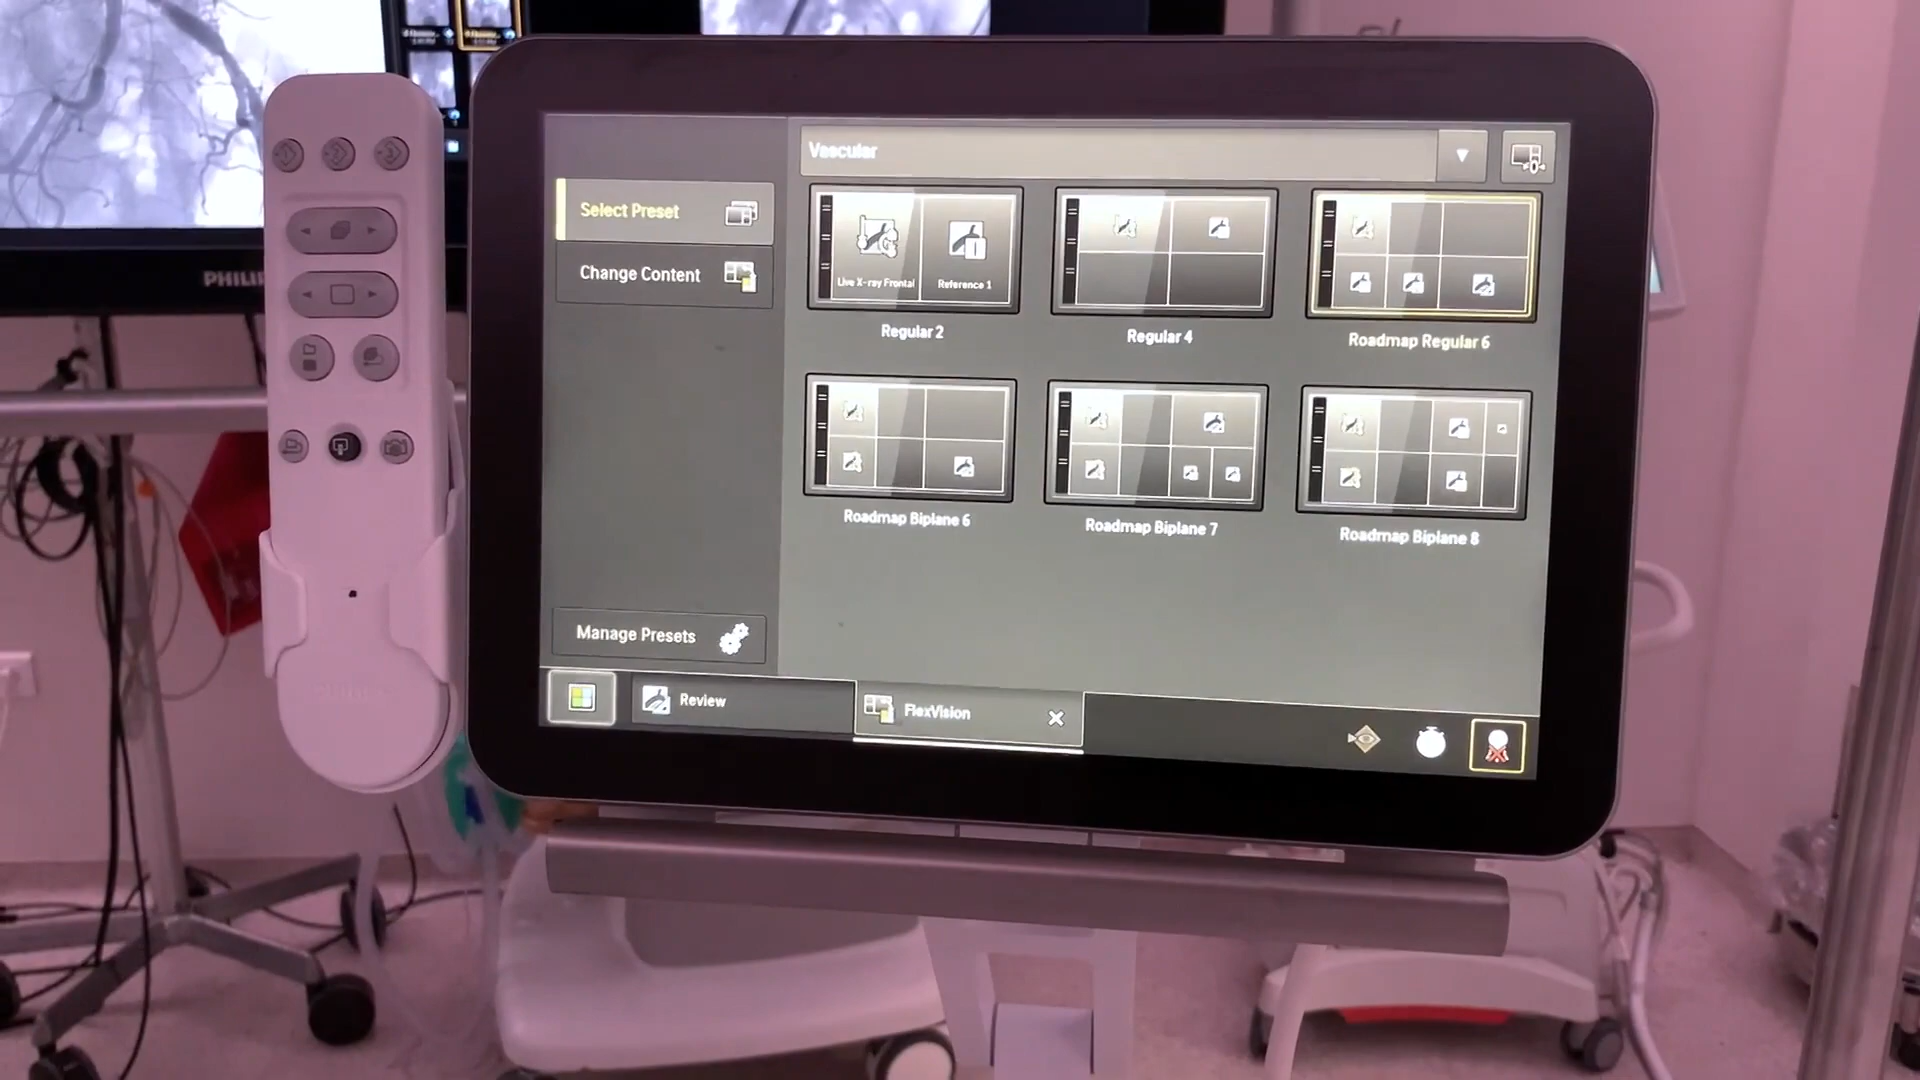 PHILI
Vascular
Select Preset
Change Content
Live X-ray Frontal
Reference 1
Regular 2
Regular 4
Roadmap Regular 6
Roadmap Biplane 6
Roadmap Biplane 7
Roadmap Biplane 8
Manage Presets
Review
FlexVision